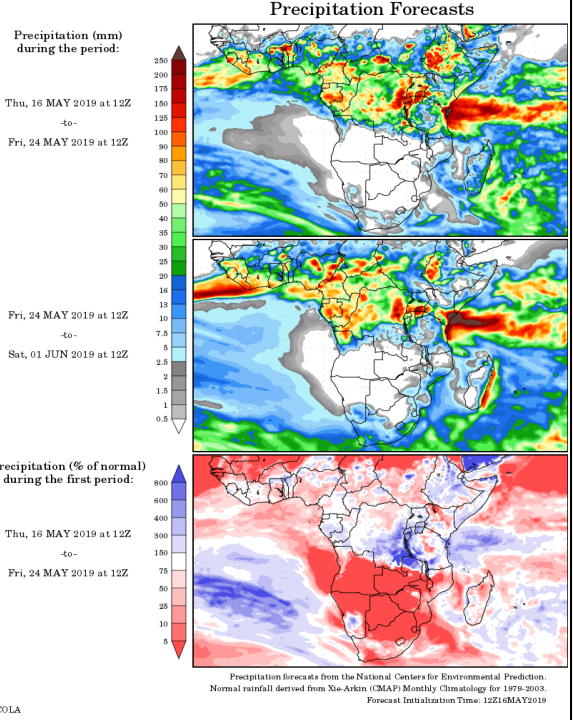 Precipitation Forecasts
Precipitation (mm)
during the period:
250
200
175
150
125
100
90
80
70
60
50
40
35
30
25
20
16
13
10
7.5
5
2.5
2
1.5
1
0.5
Thu, 16 MAY 2019 at 12Z
-to-
Fri, 24 MAY 2019 at 12Z
Fri, 24 MAY 2019 at 12Z
-to-
Sat, 01 JUN 2019 at 12Z
recipitation (% of normal)
during the first period:
800
600
400
300
150
75
50
25
10
5
Thu, 16 MAY 2019 at 12Z
-to-
Fri, 24 MAY 2019 at 12Z
Precipitation forecasts from the National Centers for Environmental Prediction.
Normal rainfall derived from Xie-Arkin (CMAP) Monthly Climatology for 1979-2003.
Forecast Initialization Time: 12Z16MAY2019
COLA